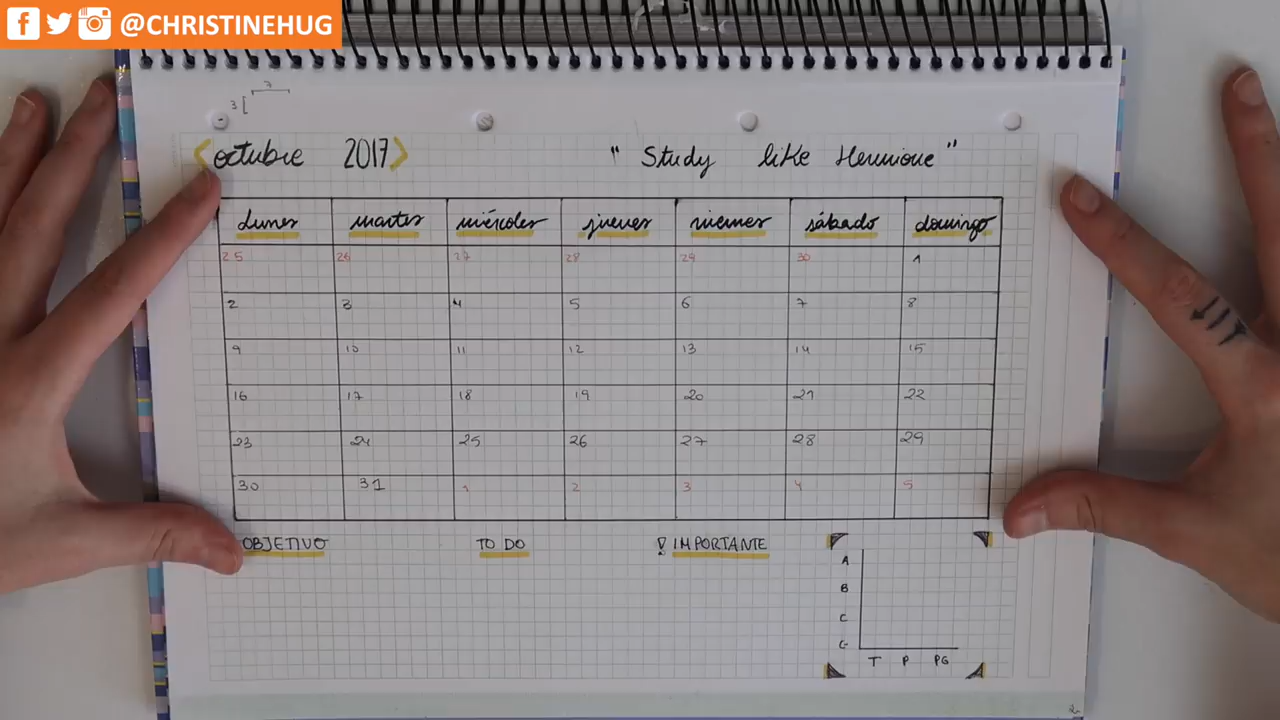 @CHRISTINEHUG
7
3
<octubre 2017> "Study like Hermione"
Lunes martes miércoles jueves viernes sábado domingo
25 26 27 28 29 30 1
2 3 4 5 6 7 8
9 10 11 12 13 14 15
16 17 18 19 20 21 22
23 24 25 26 27 28 29
30 31 1 2 3 4 5
OBJETIVO TO DO ! IMPORTANTE
A
B
C
G
T P PG